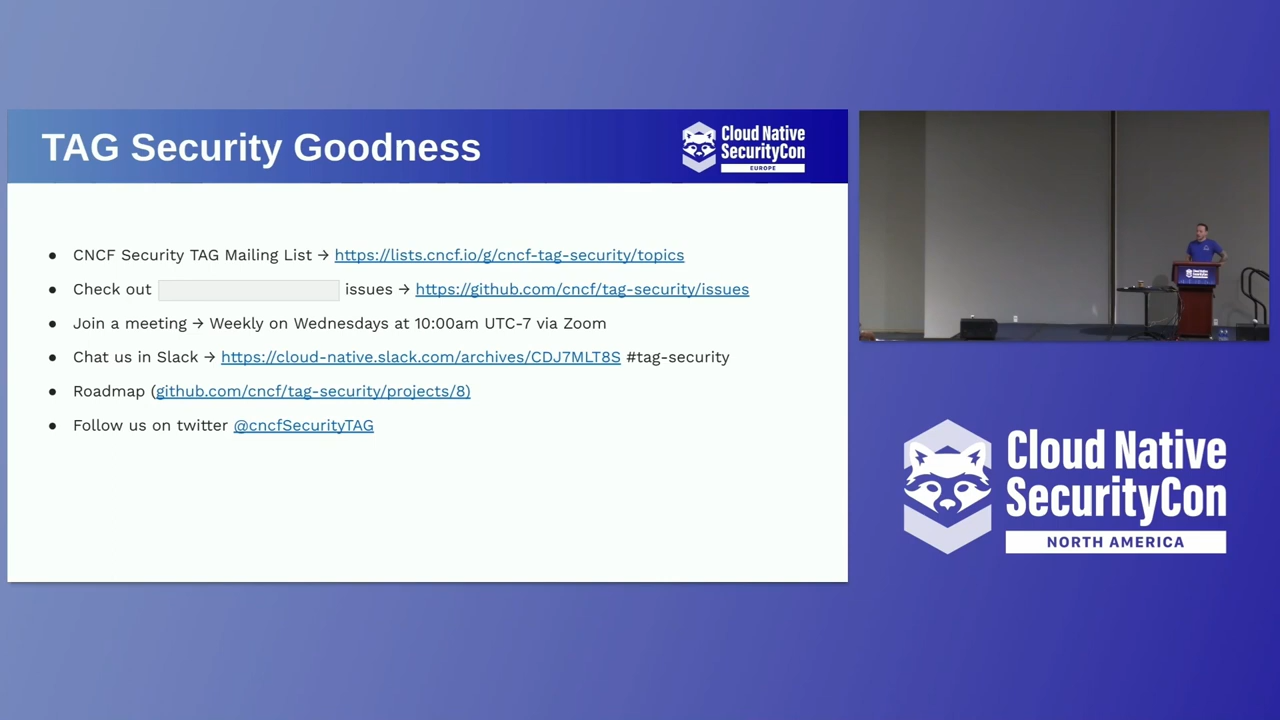 TAG Security Goodness
Cloud Native
SecurityCon
EUROPE
● CNCF Security TAG Mailing List → https://lists.cncf.io/g/cncf-tag-security/topics
● Check out issues → https://github.com/cncf/tag-security/issues
● Join a meeting → Weekly on Wednesdays at 10:00am UTC-7 via Zoom
● Chat us in Slack → https://cloud-native.slack.com/archives/CDJ7MLT8S #tag-security
● Roadmap (github.com/cncf/tag-security/projects/8)
● Follow us on twitter @cncfSecurityTAG
Cloud Native
SecurityCon
NORTH AMERICA